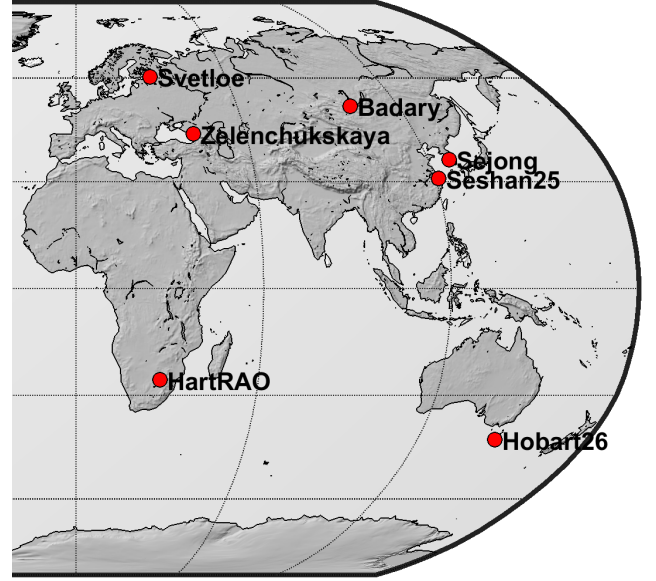 Svetloe
Badary
Zelenchukskaya
Sejong
Seshan25
HartRAO
Hobart26